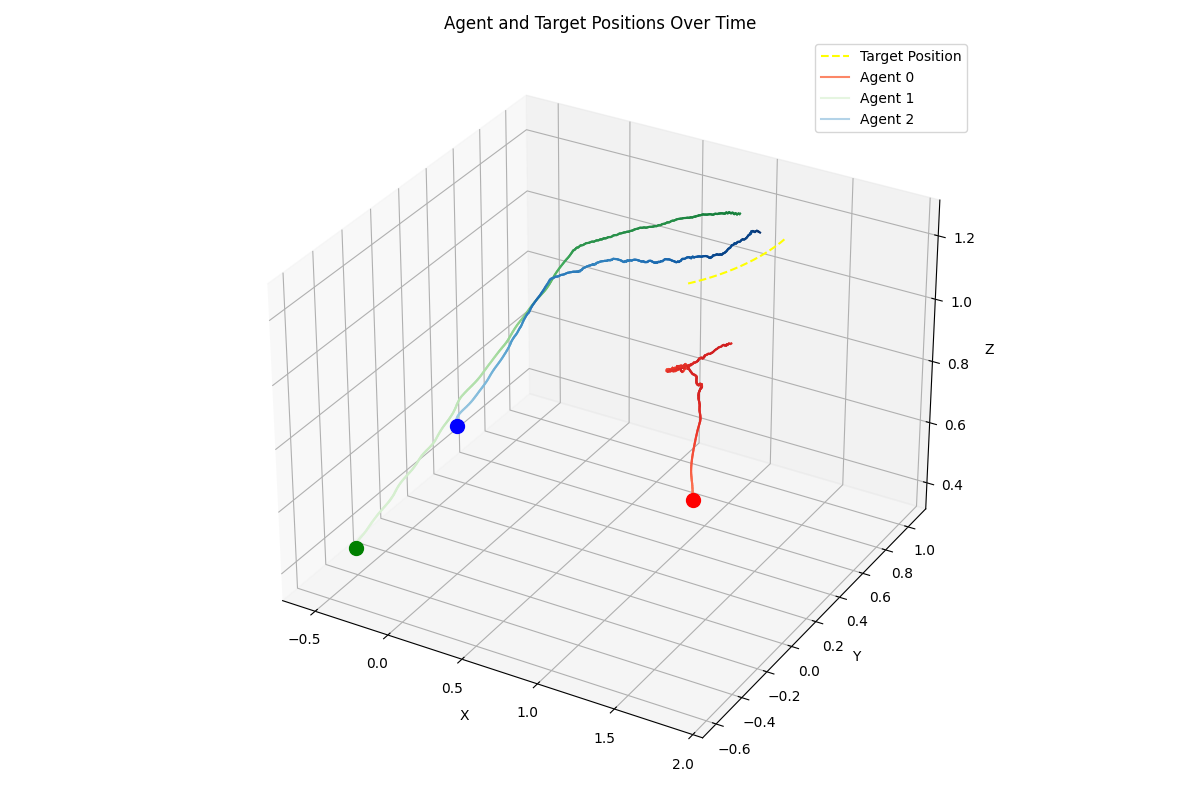 Agent and Target Positions Over Time
Target Position
Agent 0
Agent 1
Agent 2
1.2
1.0
0.8
0.6
0.4
Z
1.0
0.8
0.6
0.4
0.2
0.0
−0.2
−0.4
−0.6
Y
−0.5
0.0
0.5
1.0
1.5
2.0
X